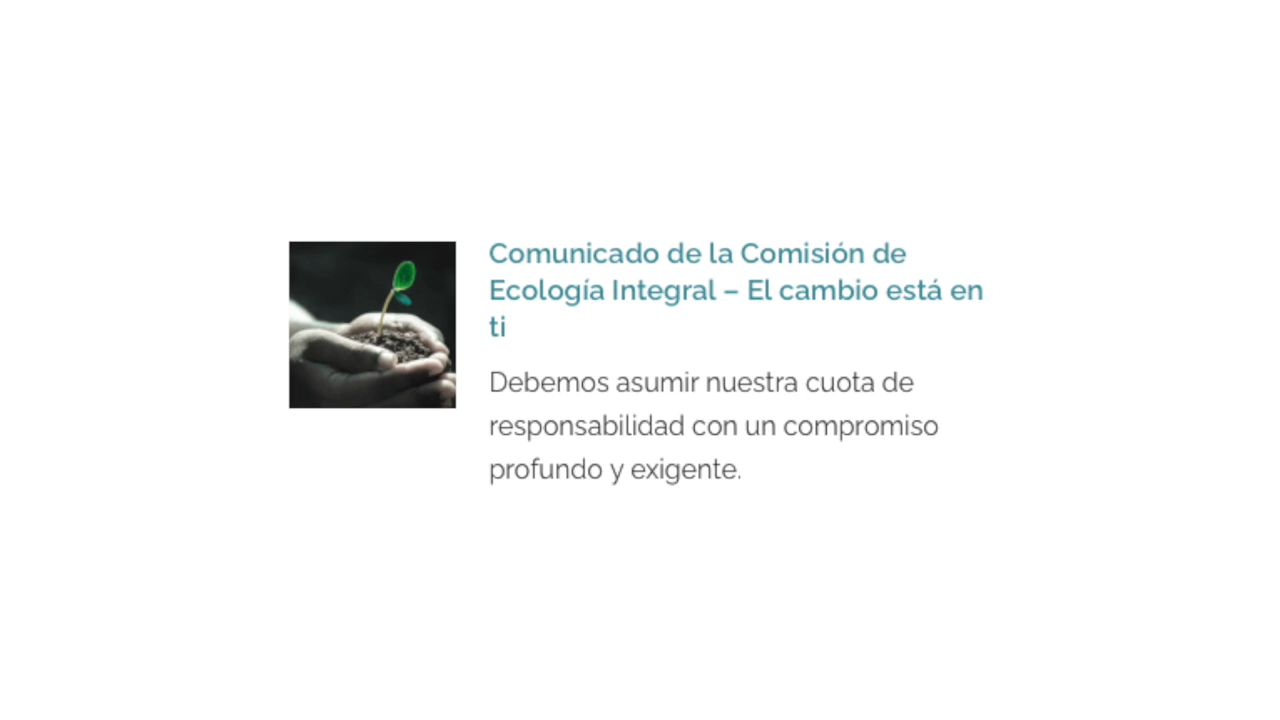 Comunicado de la Comisión de
Ecología Integral – El cambio está en
ti
Debemos asumir nuestra cuota de
responsabilidad con un compromiso
profundo y exigente.